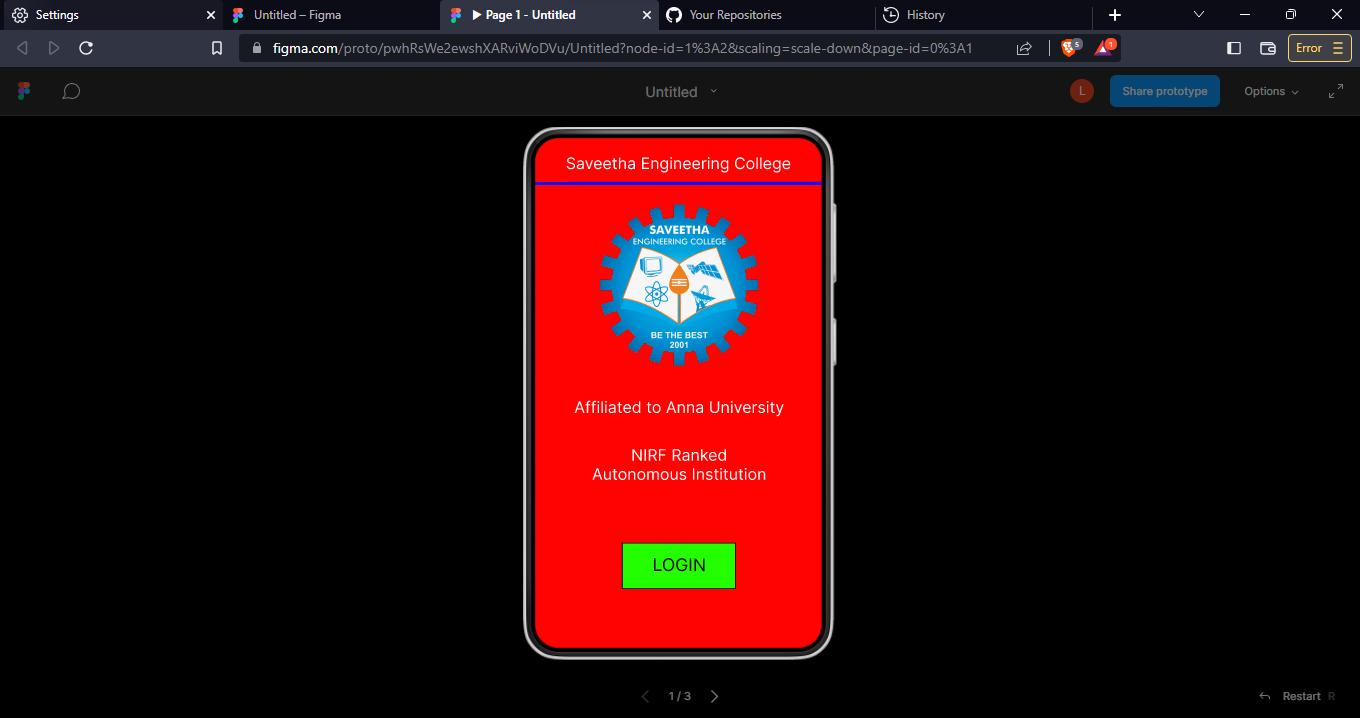 Settings
Untitled – Figma
Page 1 - Untitled
Your Repositories
History
figma.com/proto/pwhRsWe2ewshXARviWoDVu/Untitled?node-id=1%3A2&scaling=scale-down&page-id=0%3A1
5
1
Error
Untitled
L
Share prototype
Options
Saveetha Engineering College
SAVEETHA
ENGINEERING COLLEGE
BE THE BEST
2001
Affiliated to Anna University
NIRF Ranked
Autonomous Institution
LOGIN
1 / 3
Restart R